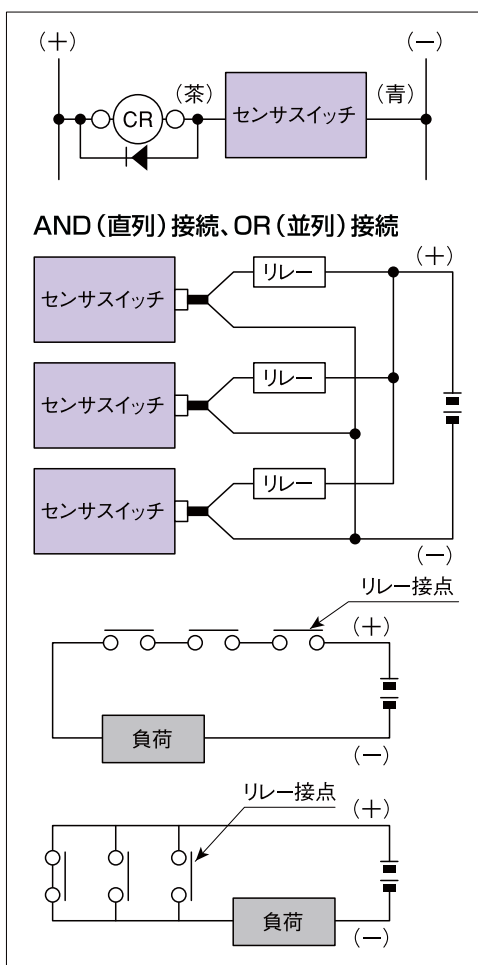 (＋) (－)
(茶) (青)
CR センサスイッチ
AND（直列）接続、OR（並列）接続
(＋)
リレー
センサスイッチ
リレー
センサスイッチ
リレー
センサスイッチ
(－)
リレー接点
(＋)
負荷
(－)
リレー接点
(＋)
負荷
(－)